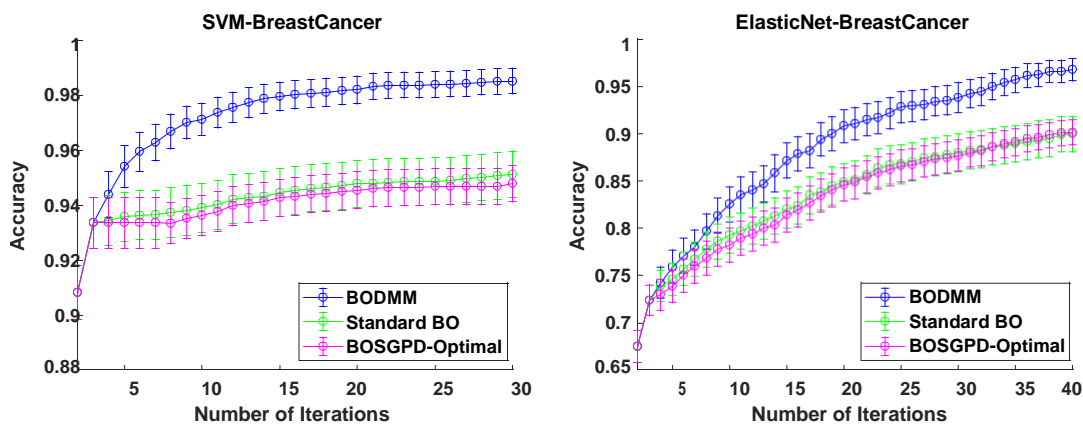 SVM-BreastCancer
1
0.98
0.96
0.94
0.92
0.9
0.88
Accuracy
5
10
15
20
25
30
Number of Iterations
BODMM
Standard BO
BOSGPD-Optimal
ElasticNet-BreastCancer
1
0.95
0.9
0.85
0.8
0.75
0.7
0.65
Accuracy
5
10
15
20
25
30
35
40
Number of Iterations
BODMM
Standard BO
BOSGPD-Optimal